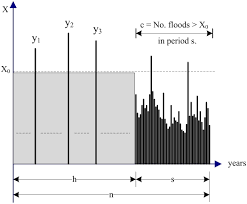 X
y₁
y₂
y₃
c = No. floods > X₀
in period s.
X₀
years
h
s
n